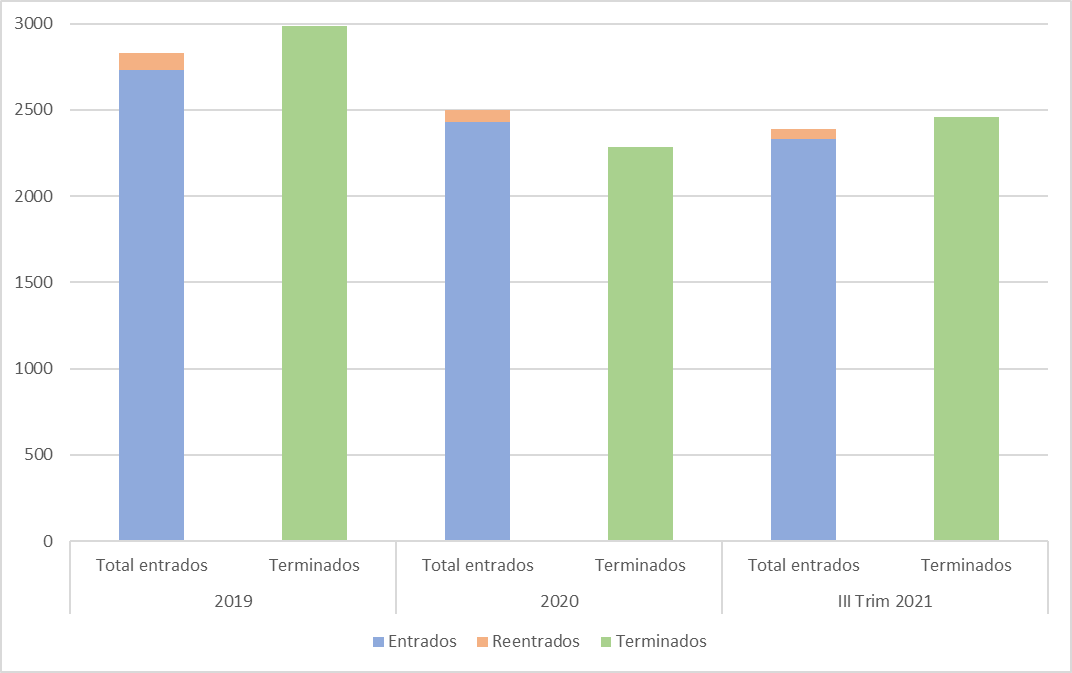 3000
2500
2000
1500
1000
500
0
Total entrados Terminados Total entrados Terminados Total entrados Terminados
2019 2020 III Trim 2021
Entrados Reentrados Terminados